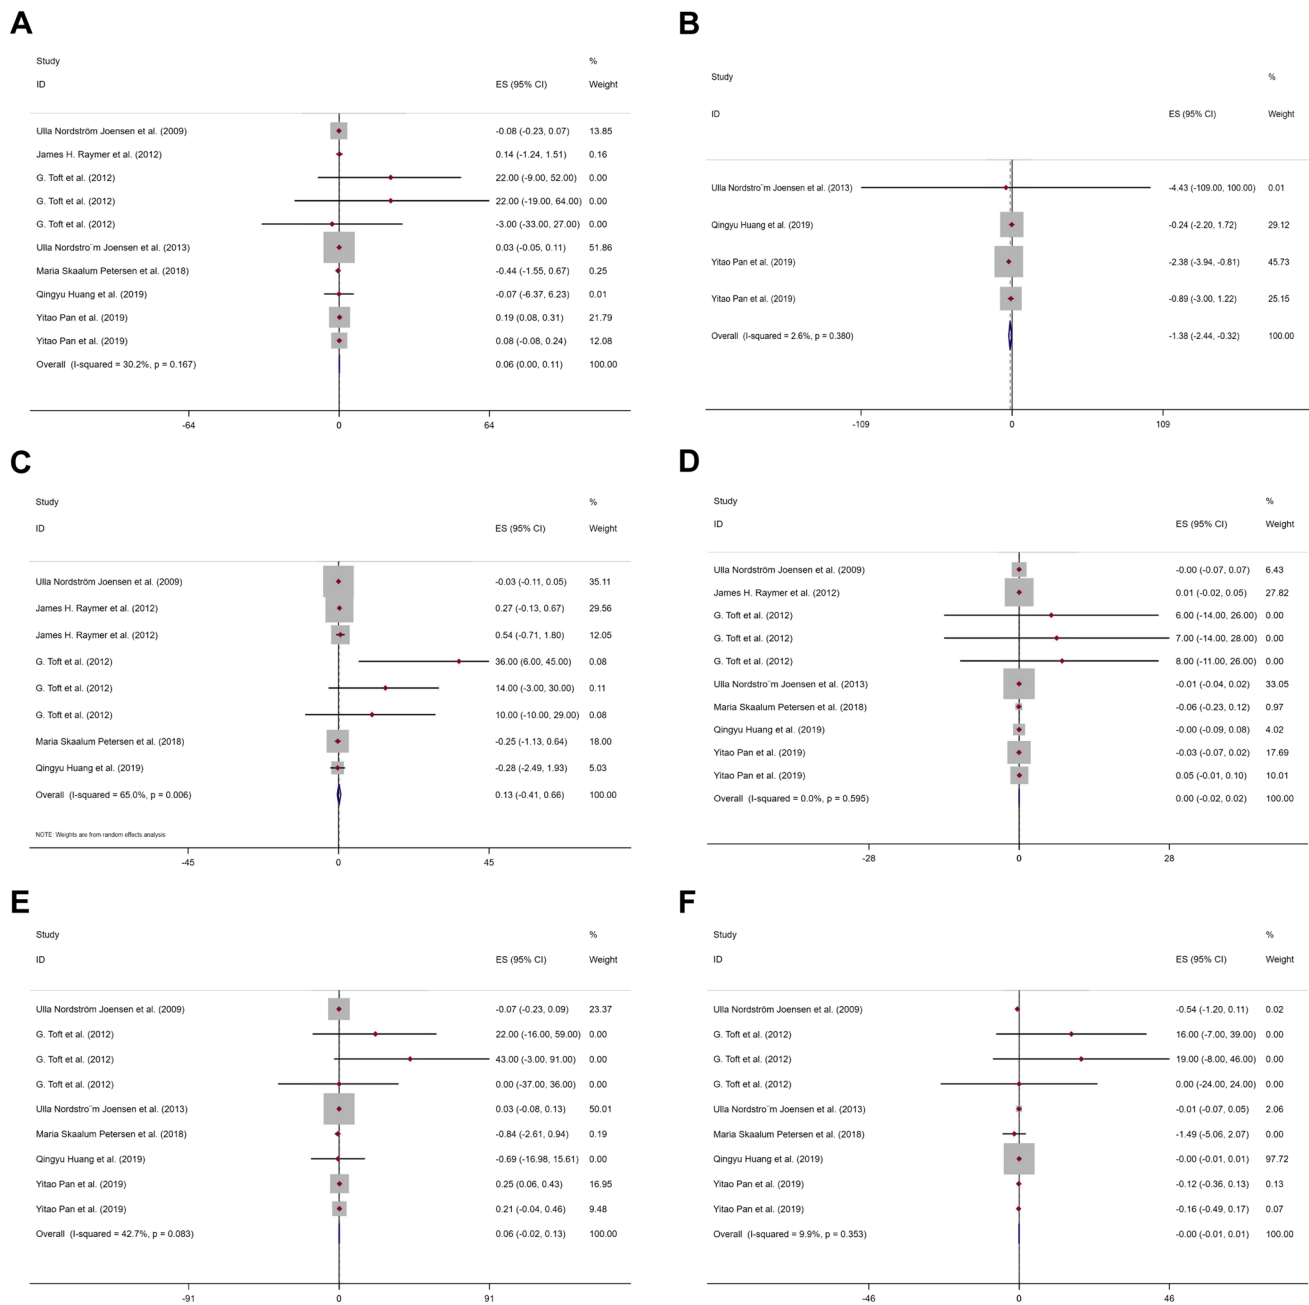 A
Study %
ID ES (95% CI) Weight
Ulla Nordström Joensen et al. (2009) -0.08 (-0.23, 0.07) 13.85
James H. Raymer et al. (2012) 0.14 (-1.24, 1.51) 0.16
G. Toft et al. (2012) 22.00 (-9.00, 52.00) 0.00
G. Toft et al. (2012) 22.00 (-19.00, 64.00) 0.00
G. Toft et al. (2012) -3.00 (-33.00, 27.00) 0.00
Ulla Nordstro¨m Joensen et al. (2013) 0.03 (-0.05, 0.11) 51.86
Maria Skaalum Petersen et al. (2018) -0.44 (-1.55, 0.67) 0.25
Qingyu Huang et al. (2019) -0.07 (-6.37, 6.23) 0.01
Yitao Pan et al. (2019) 0.19 (0.08, 0.31) 21.79
Yitao Pan et al. (2019) 0.08 (-0.08, 0.24) 12.08
Overall (I-squared = 30.2%, p = 0.167) 0.06 (0.00, 0.11) 100.00
-64 0 64
B
Study %
ID ES (95% CI) Weight
Ulla Nordstro¨m Joensen et al. (2013) -4.43 (-109.00, 100.00) 0.01
Qingyu Huang et al. (2019) -0.24 (-2.20, 1.72) 29.12
Yitao Pan et al. (2019) -2.38 (-3.94, -0.81) 45.73
Yitao Pan et al. (2019) -0.89 (-3.00, 1.22) 25.15
Overall (I-squared = 2.6%, p = 0.380) -1.38 (-2.44, -0.32) 100.00
-109 0 109
C
Study %
ID ES (95% CI) Weight
Ulla Nordström Joensen et al. (2009) -0.03 (-0.11, 0.05) 35.11
James H. Raymer et al. (2012) 0.27 (-0.13, 0.67) 29.56
James H. Raymer et al. (2012) 0.54 (-0.71, 1.80) 12.05
G. Toft et al. (2012) 36.00 (6.00, 45.00) 0.08
G. Toft et al. (2012) 14.00 (-3.00, 30.00) 0.11
G. Toft et al. (2012) 10.00 (-10.00, 29.00) 0.08
Maria Skaalum Petersen et al. (2018) -0.25 (-1.13, 0.64) 18.00
Qingyu Huang et al. (2019) -0.28 (-2.49, 1.93) 5.03
Overall (I-squared = 65.0%, p = 0.006) 0.13 (-0.41, 0.66) 100.00
NOTE: Weights are from random effects analysis
-45 0 45
D
Study %
ID ES (95% CI) Weight
Ulla Nordström Joensen et al. (2009) -0.00 (-0.07, 0.07) 6.43
James H. Raymer et al. (2012) 0.01 (-0.02, 0.05) 27.82
G. Toft et al. (2012) 6.00 (-14.00, 26.00) 0.00
G. Toft et al. (2012) 7.00 (-14.00, 28.00) 0.00
G. Toft et al. (2012) 8.00 (-11.00, 26.00) 0.00
Ulla Nordstro¨m Joensen et al. (2013) -0.01 (-0.04, 0.02) 33.05
Maria Skaalum Petersen et al. (2018) -0.06 (-0.23, 0.12) 0.97
Qingyu Huang et al. (2019) -0.00 (-0.09, 0.08) 4.02
Yitao Pan et al. (2019) -0.03 (-0.07, 0.02) 17.69
Yitao Pan et al. (2019) 0.05 (-0.01, 0.10) 10.01
Overall (I-squared = 0.0%, p = 0.595) 0.00 (-0.02, 0.02) 100.00
-28 0 28
E
Study %
ID ES (95% CI) Weight
Ulla Nordström Joensen et al. (2009) -0.07 (-0.23, 0.09) 23.37
G. Toft et al. (2012) 22.00 (-16.00, 59.00) 0.00
G. Toft et al. (2012) 43.00 (-3.00, 91.00) 0.00
G. Toft et al. (2012) 0.00 (-37.00, 36.00) 0.00
Ulla Nordstro¨m Joensen et al. (2013) 0.03 (-0.08, 0.13) 50.01
Maria Skaalum Petersen et al. (2018) -0.84 (-2.61, 0.94) 0.19
Qingyu Huang et al. (2019) -0.69 (-16.98, 15.61) 0.00
Yitao Pan et al. (2019) 0.25 (0.06, 0.43) 16.95
Yitao Pan et al. (2019) 0.21 (-0.04, 0.46) 9.48
Overall (I-squared = 42.7%, p = 0.083) 0.06 (-0.02, 0.13) 100.00
-91 0 91
F
Study %
ID ES (95% CI) Weight
Ulla Nordström Joensen et al. (2009) -0.54 (-1.20, 0.11) 0.02
G. Toft et al. (2012) 16.00 (-7.00, 39.00) 0.00
G. Toft et al. (2012) 19.00 (-8.00, 46.00) 0.00
G. Toft et al. (2012) 0.00 (-24.00, 24.00) 0.00
Ulla Nordstro¨m Joensen et al. (2013) -0.01 (-0.07, 0.05) 2.06
Maria Skaalum Petersen et al. (2018) -1.49 (-5.06, 2.07) 0.00
Qingyu Huang et al. (2019) -0.00 (-0.01, 0.01) 97.72
Yitao Pan et al. (2019) -0.12 (-0.36, 0.13) 0.13
Yitao Pan et al. (2019) -0.16 (-0.49, 0.17) 0.07
Overall (I-squared = 9.9%, p = 0.353) -0.00 (-0.01, 0.01) 100.00
-46 0 46